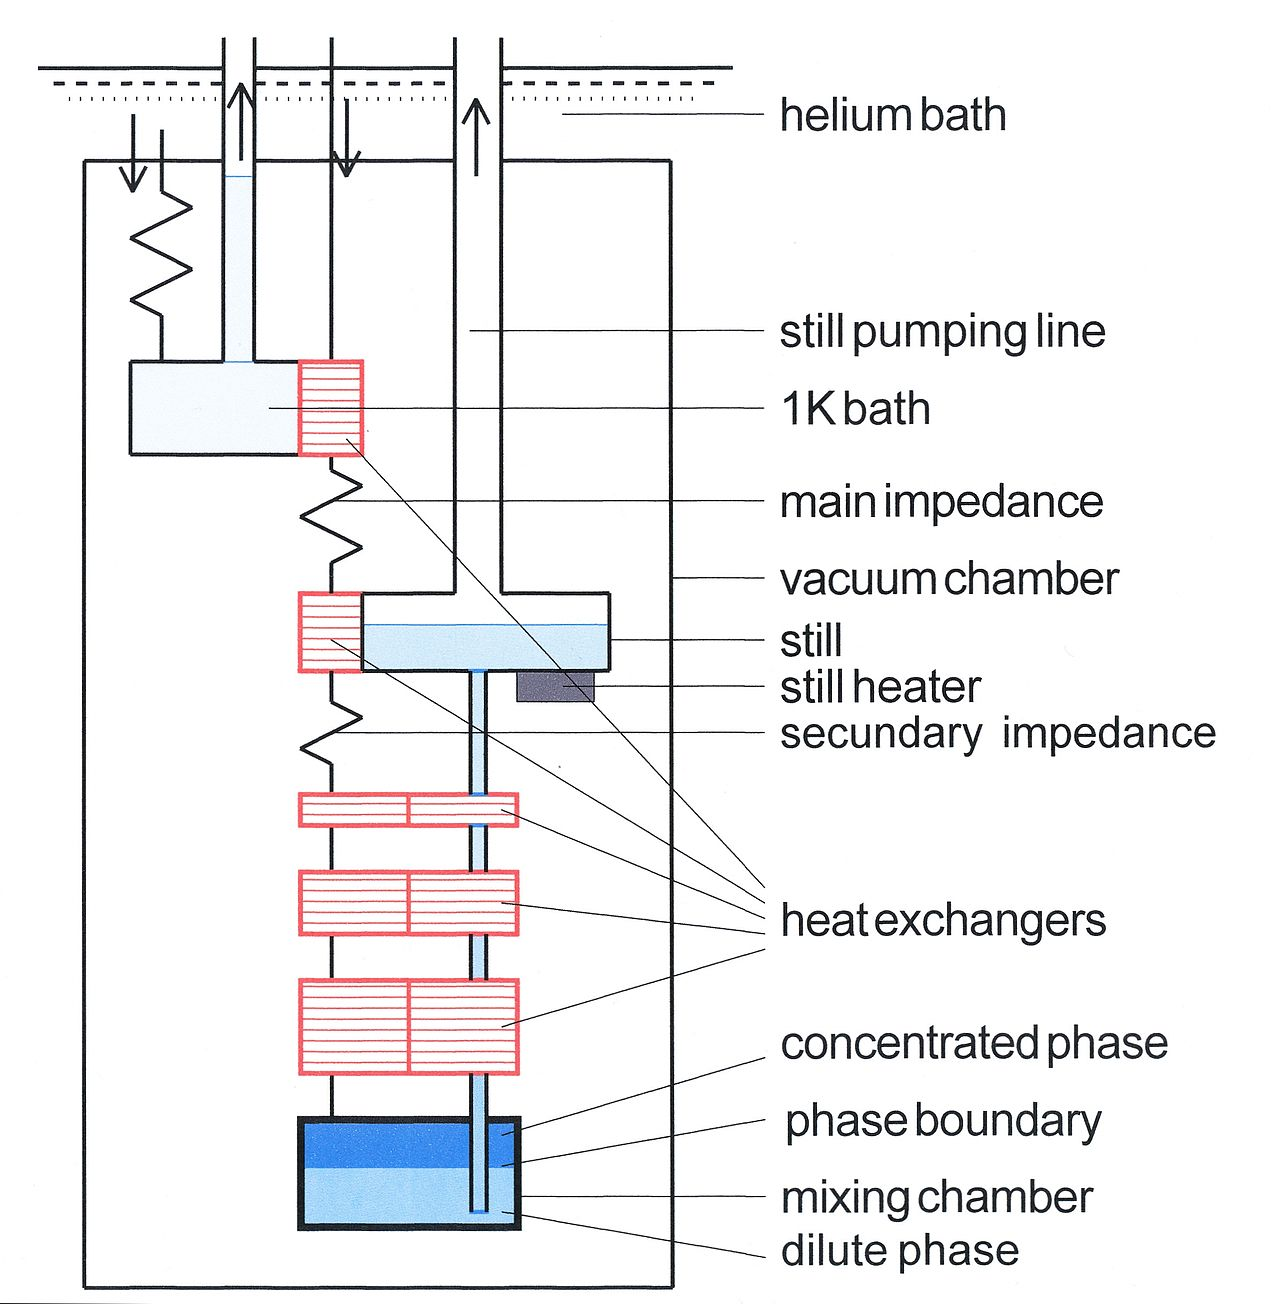 helium bath
still pumping line
1K bath
main impedance
vacuum chamber
still
still heater
secundary impedance
heat exchangers
concentrated phase
phase boundary
mixing chamber
dilute phase